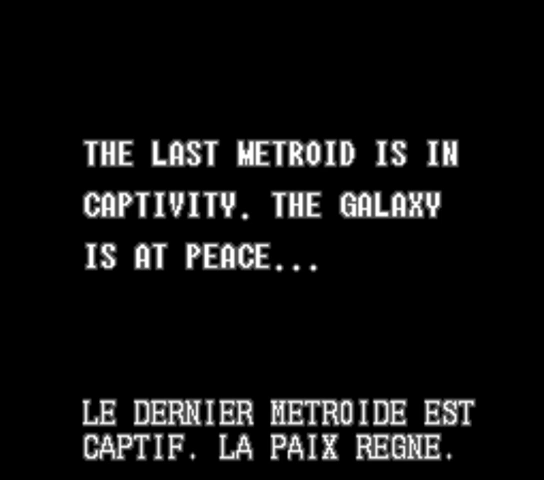 THE LAST METROID IS IN
CAPTIVITY. THE GALAXY
IS AT PEACE...
LE DERNIER METROIDE EST
CAPTIF. LA PAIX REGNE.